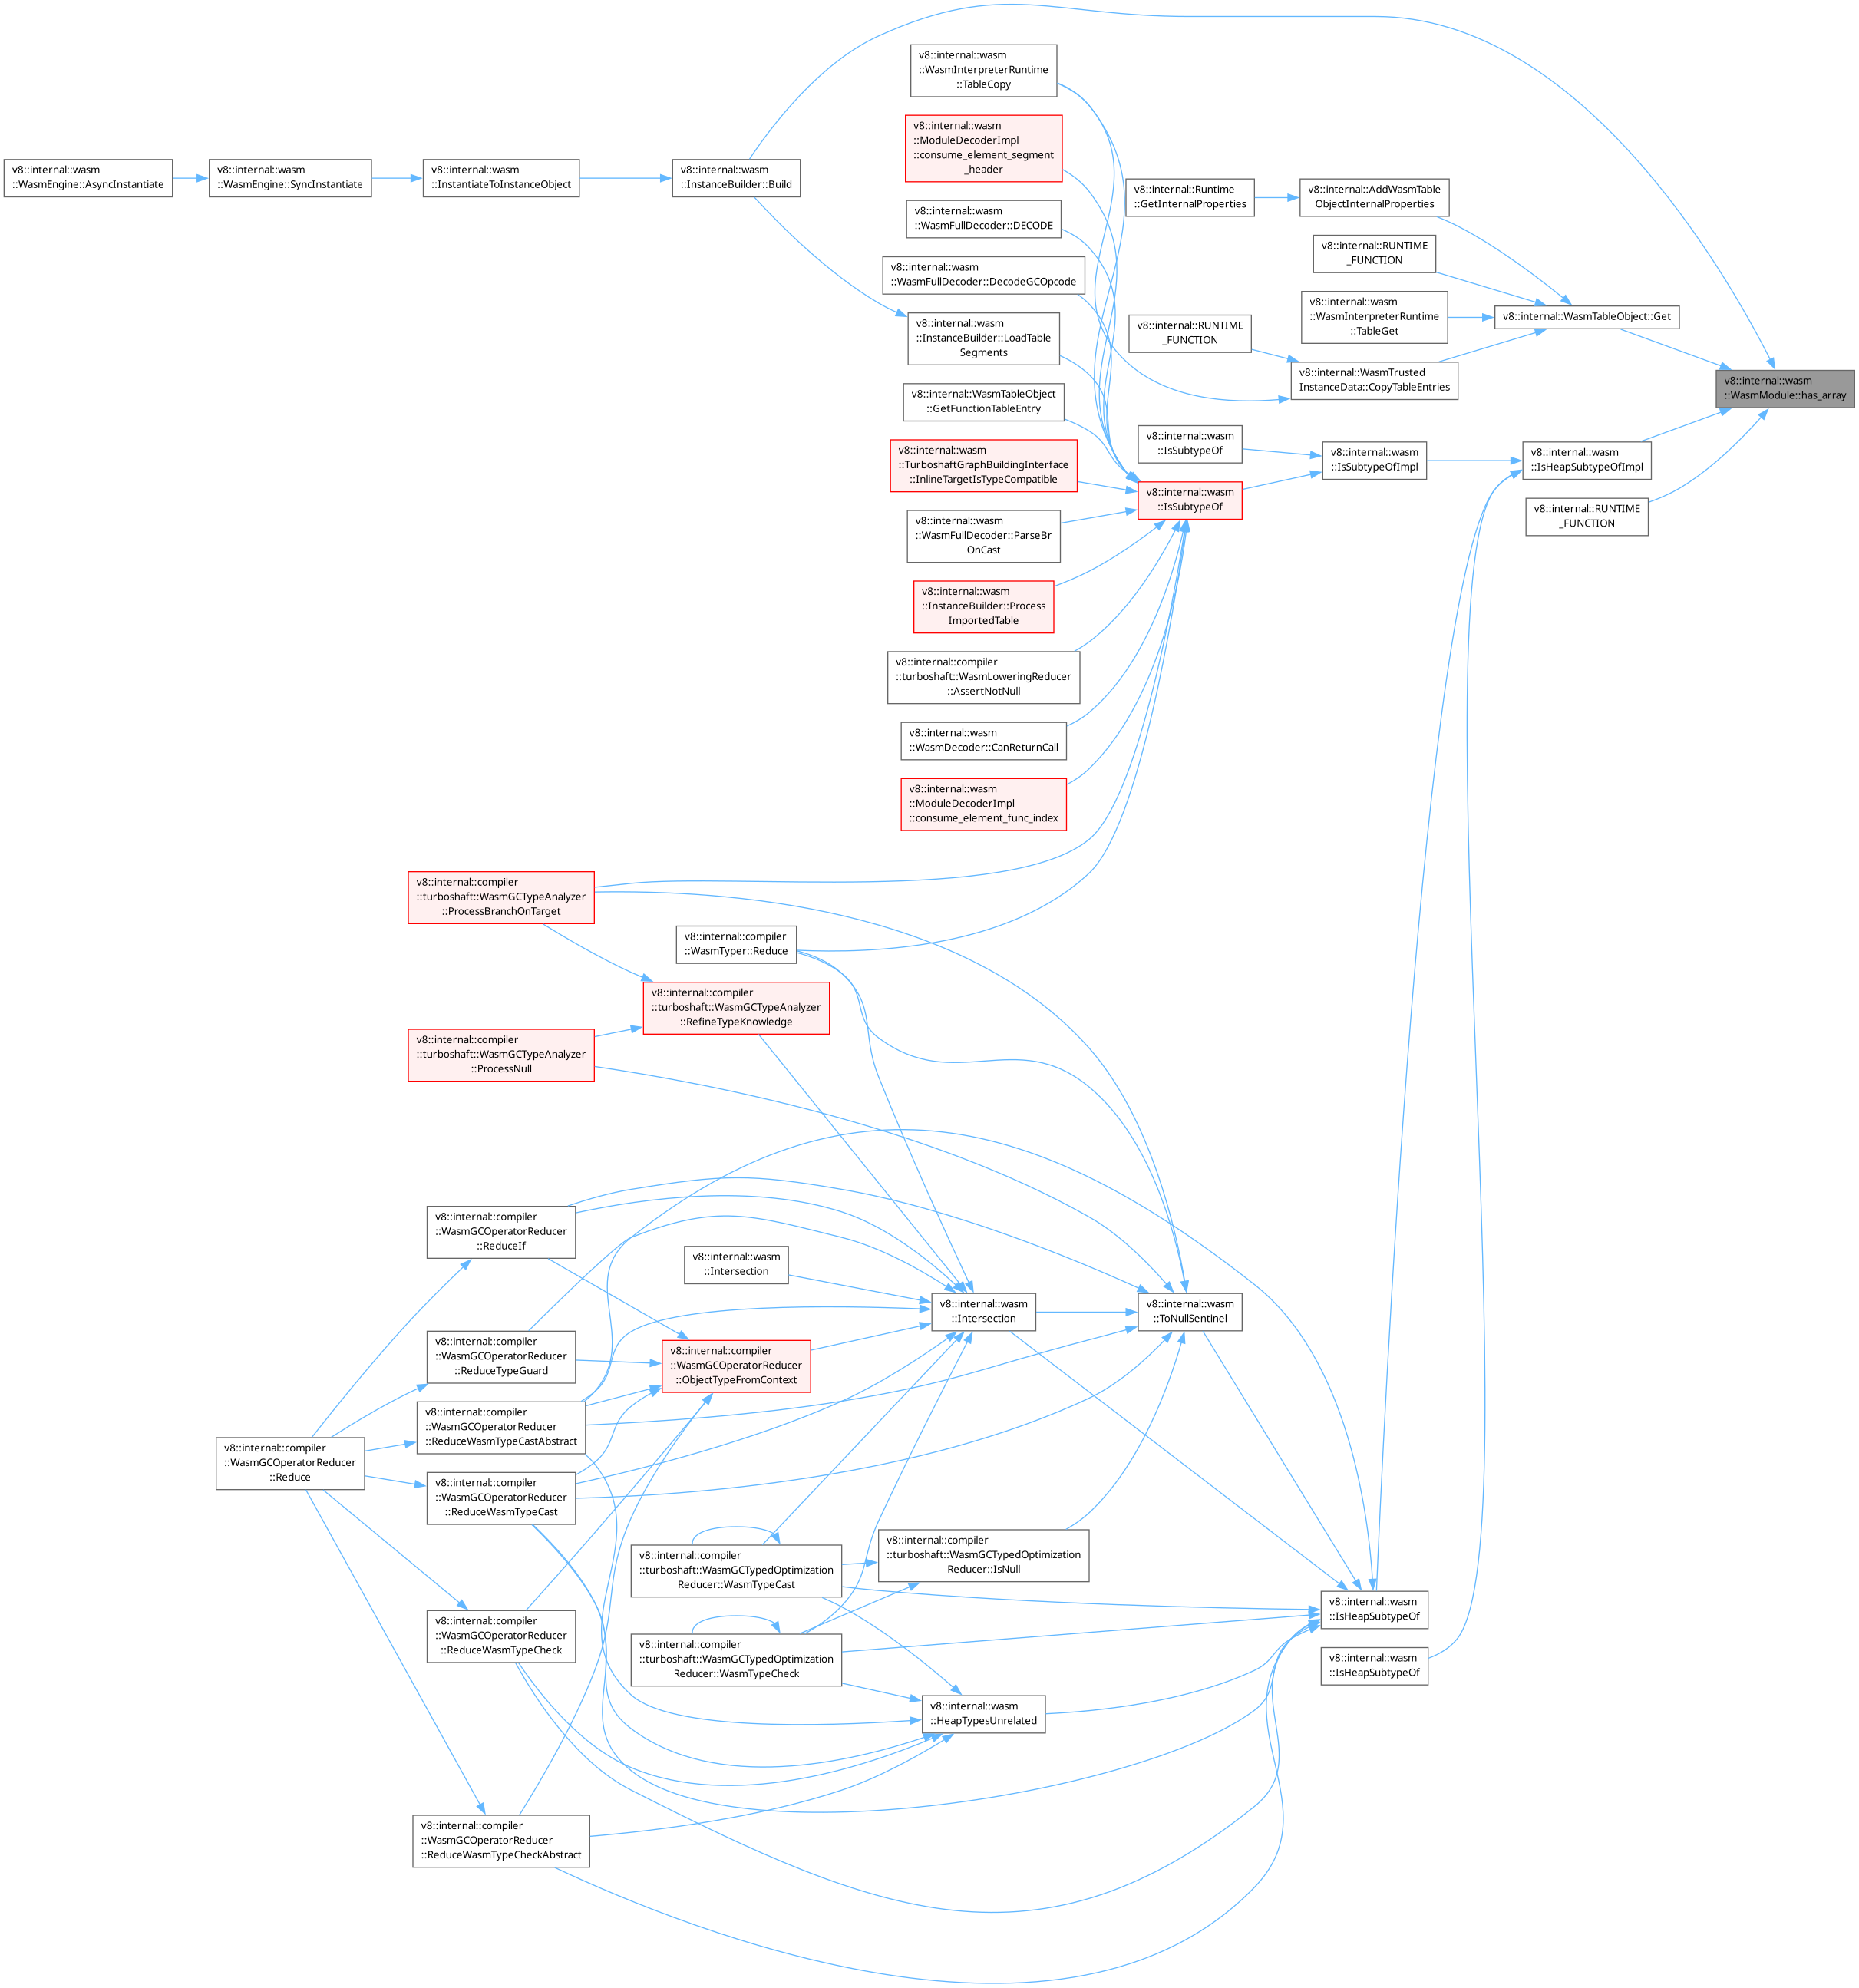 v8::internal::wasm
::WasmInterpreterRuntime
::TableCopy
v8::internal::wasm
::ModuleDecoderImpl
::consume_element_segment
_header
v8::internal::wasm
::WasmEngine::AsyncInstantiate
v8::internal::wasm
::WasmEngine::SyncInstantiate
v8::internal::wasm
::InstantiateToInstanceObject
v8::internal::wasm
::InstanceBuilder::Build
v8::internal::Runtime
::GetInternalProperties
v8::internal::AddWasmTable
ObjectInternalProperties
v8::internal::wasm
::WasmFullDecoder::DECODE
v8::internal::RUNTIME
_FUNCTION
v8::internal::wasm
::WasmFullDecoder::DecodeGCOpcode
v8::internal::wasm
::WasmInterpreterRuntime
::TableGet
v8::internal::WasmTableObject::Get
v8::internal::wasm
::InstanceBuilder::LoadTable
Segments
v8::internal::RUNTIME
_FUNCTION
v8::internal::WasmTrusted
InstanceData::CopyTableEntries
v8::internal::wasm
::WasmModule::has_array
v8::internal::WasmTableObject
::GetFunctionTableEntry
v8::internal::wasm
::IsSubtypeOf
v8::internal::wasm
::IsSubtypeOfImpl
v8::internal::wasm
::IsHeapSubtypeOfImpl
v8::internal::wasm
::TurboshaftGraphBuildingInterface
::InlineTargetIsTypeCompatible
v8::internal::wasm
::IsSubtypeOf
v8::internal::RUNTIME
_FUNCTION
v8::internal::wasm
::WasmFullDecoder::ParseBr
OnCast
v8::internal::wasm
::InstanceBuilder::Process
ImportedTable
v8::internal::compiler
::turboshaft::WasmLoweringReducer
::AssertNotNull
v8::internal::wasm
::WasmDecoder::CanReturnCall
v8::internal::wasm
::ModuleDecoderImpl
::consume_element_func_index
v8::internal::compiler
::turboshaft::WasmGCTypeAnalyzer
::ProcessBranchOnTarget
v8::internal::compiler
::WasmTyper::Reduce
v8::internal::compiler
::turboshaft::WasmGCTypeAnalyzer
::RefineTypeKnowledge
v8::internal::compiler
::turboshaft::WasmGCTypeAnalyzer
::ProcessNull
v8::internal::compiler
::WasmGCOperatorReducer
::ReduceIf
v8::internal::wasm
::Intersection
v8::internal::wasm
::Intersection
v8::internal::wasm
::ToNullSentinel
v8::internal::compiler
::WasmGCOperatorReducer
::ReduceTypeGuard
v8::internal::compiler
::WasmGCOperatorReducer
::ObjectTypeFromContext
v8::internal::compiler
::WasmGCOperatorReducer
::ReduceWasmTypeCastAbstract
v8::internal::compiler
::WasmGCOperatorReducer
::Reduce
v8::internal::compiler
::WasmGCOperatorReducer
::ReduceWasmTypeCast
v8::internal::compiler
::turboshaft::WasmGCTypedOptimization
Reducer::IsNull
v8::internal::compiler
::turboshaft::WasmGCTypedOptimization
Reducer::WasmTypeCast
v8::internal::wasm
::IsHeapSubtypeOf
v8::internal::compiler
::WasmGCOperatorReducer
::ReduceWasmTypeCheck
v8::internal::compiler
::turboshaft::WasmGCTypedOptimization
Reducer::WasmTypeCheck
v8::internal::wasm
::IsHeapSubtypeOf
v8::internal::wasm
::HeapTypesUnrelated
v8::internal::compiler
::WasmGCOperatorReducer
::ReduceWasmTypeCheckAbstract